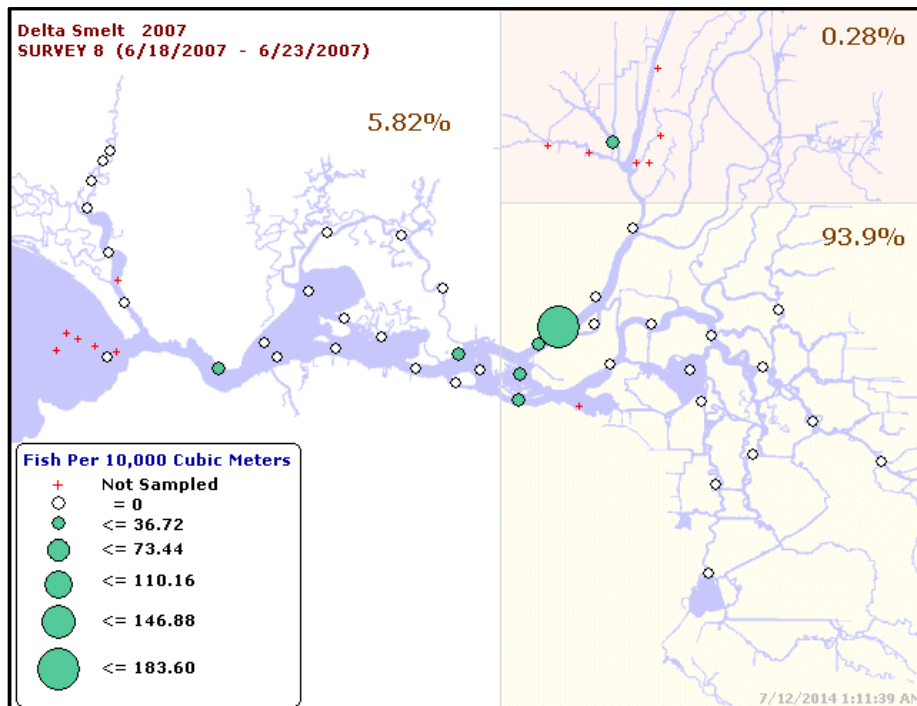 Delta Smelt 2007
SURVEY 8 (6/18/2007 - 6/23/2007)
0.28%
5.82%
93.9%
Fish Per 10,000 Cubic Meters
Not Sampled
= 0
<= 36.72
<= 73.44
<= 110.16
<= 146.88
<= 183.60
7/12/2014 1:11:39 AM